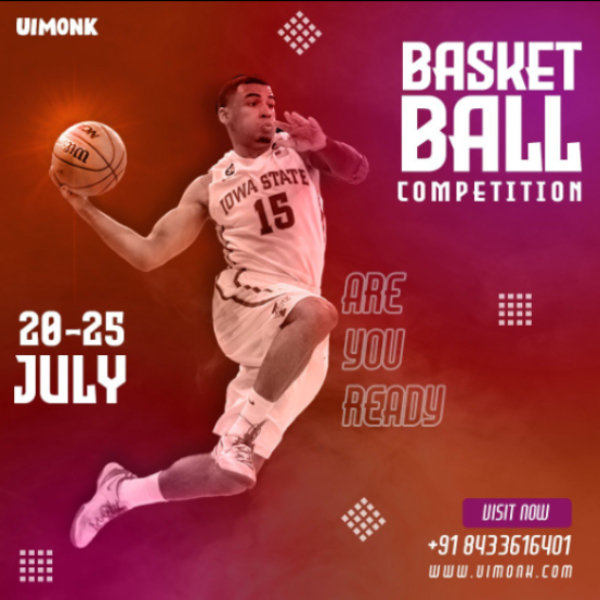 UIMONK
BASKET
BALL
COMPETITION
IOWA STATE
15
20-25
JULY
ARE
YOU
READY
VISIT NOW
+91 8433616401
www.uimonk.com